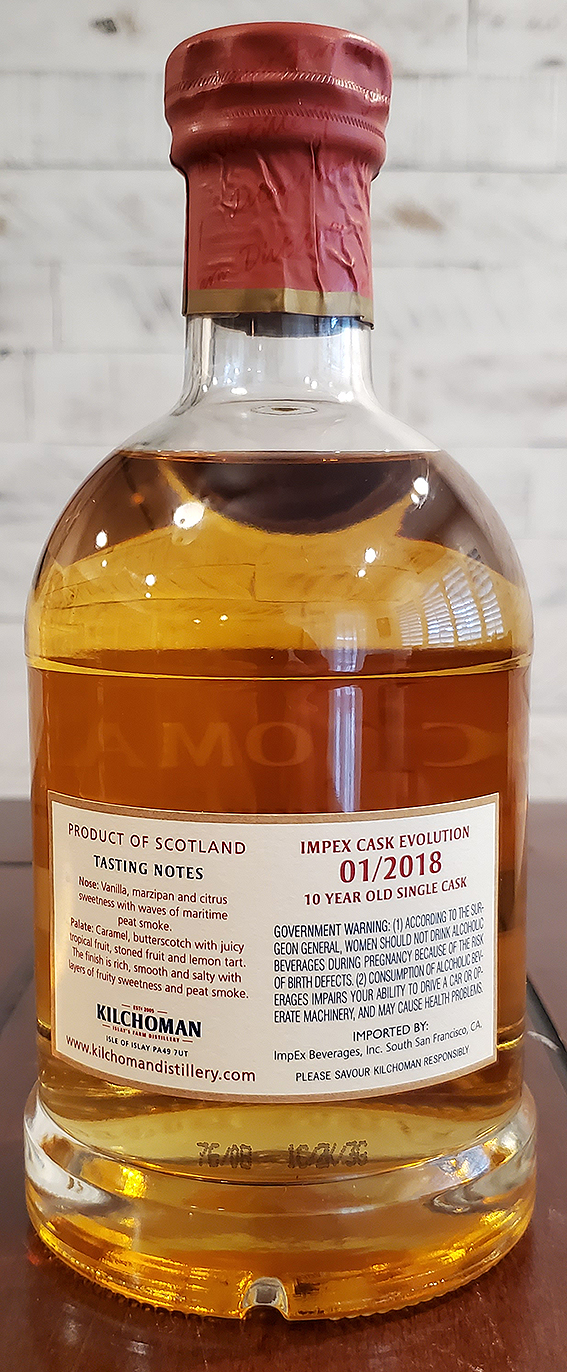 PRODUCT OF SCOTLAND
TASTING NOTES
Nose: Vanilla, marzipan and citrus
sweetness with waves of maritime
peat smoke.
Palate: Caramel, butterscotch with juicy
tropical fruit, stoned fruit and lemon tart.
The finish is rich, smooth and salty with
layers of fruity sweetness and peat smoke.
ESTD 2005
KILCHOMAN
ISLAY'S FARM DISTILLERY
ISLE OF ISLAY PA49 7UT
www.kilchomandistillery.com
IMPEX CASK EVOLUTION
01/2018
10 YEAR OLD SINGLE CASK
GOVERNMENT WARNING: (1) ACCORDING TO THE SUR-
GEON GENERAL, WOMEN SHOULD NOT DRINK ALCOHOLIC
BEVERAGES DURING PREGNANCY BECAUSE OF THE RISK
OF BIRTH DEFECTS. (2) CONSUMPTION OF ALCOHOLIC BEV-
ERAGES IMPAIRS YOUR ABILITY TO DRIVE A CAR OR OP-
ERATE MACHINERY, AND MAY CAUSE HEALTH PROBLEMS.
IMPORTED BY:
ImpEx Beverages, Inc. South San Francisco, CA.
PLEASE SAVOUR KILCHOMAN RESPONSIBLY